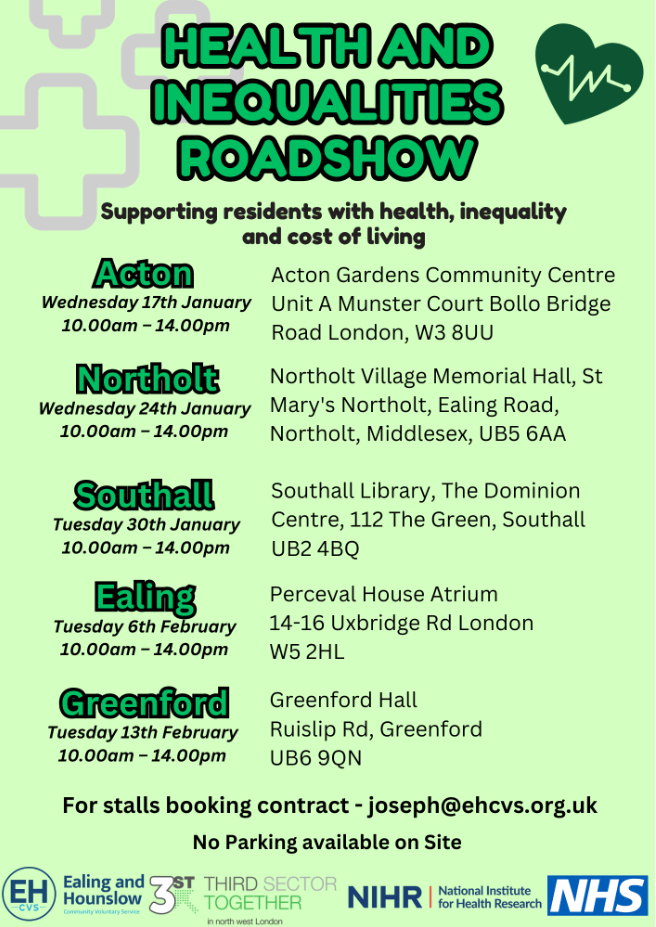 HEALTH AND
INEQUALITIES
ROADSHOW
Supporting residents with health, inequality
and cost of living
Acton
Wednesday 17th January
10.00am – 14.00pm
Acton Gardens Community Centre
Unit A Munster Court Bollo Bridge
Road London, W3 8UU
Northolt
Wednesday 24th January
10.00am – 14.00pm
Northolt Village Memorial Hall, St
Mary's Northolt, Ealing Road,
Northolt, Middlesex, UB5 6AA
Southall
Tuesday 30th January
10.00am – 14.00pm
Southall Library, The Dominion
Centre, 112 The Green, Southall
UB2 4BQ
Ealing
Tuesday 6th February
10.00am – 14.00pm
Perceval House Atrium
14-16 Uxbridge Rd London
W5 2HL
Greenford
Tuesday 13th February
10.00am – 14.00pm
Greenford Hall
Ruislip Rd, Greenford
UB6 9QN
For stalls booking contract - joseph@ehcvs.org.uk
No Parking available on Site
EH
CVS
Ealing and
Hounslow
Community Voluntary Service
3ST
THIRD SECTOR
TOGETHER
in north west London
NIHR
National Institute
for Health Research
NHS